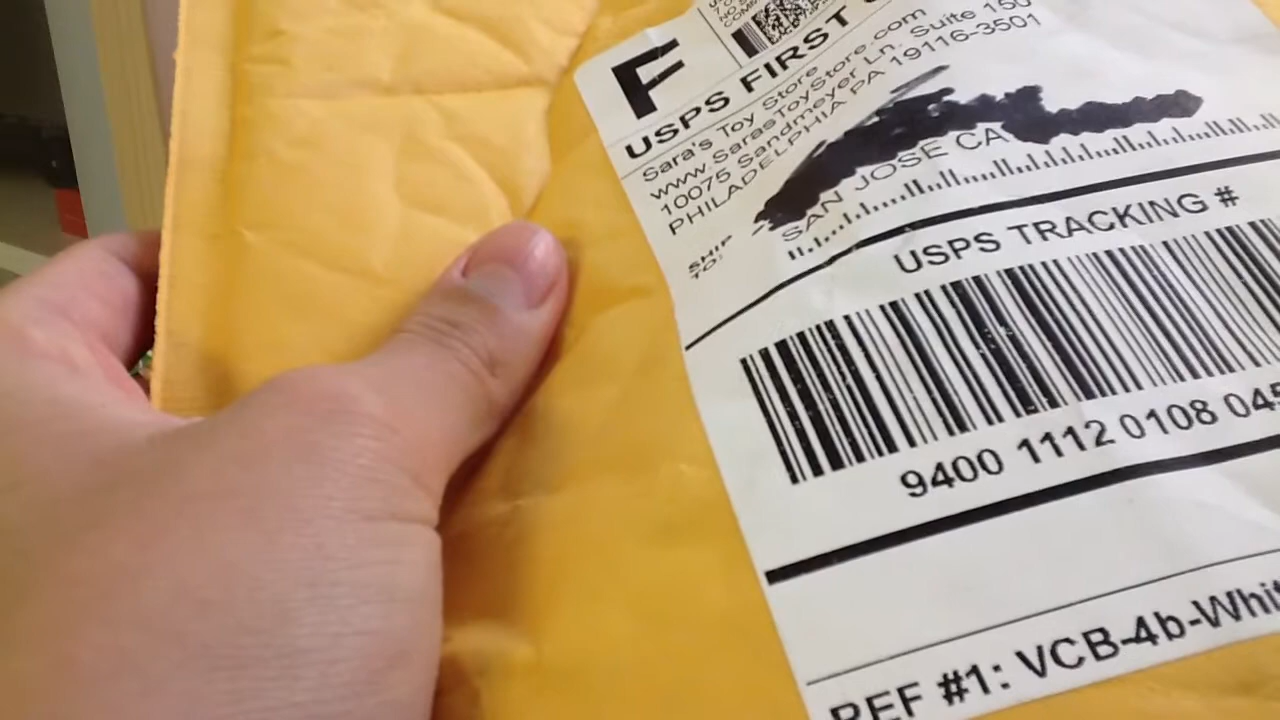 F
USPS FIRST
Sara's Toy Store
www.SarasToyStore.com
10075 Sandmeyer Ln. Suite 150
PHILADELPHIA PA 19116-3501
SHIP
TO:
SAN JOSE CA
USPS TRACKING #
9400 1112 0108
REF #1: VCB-4b-Whit